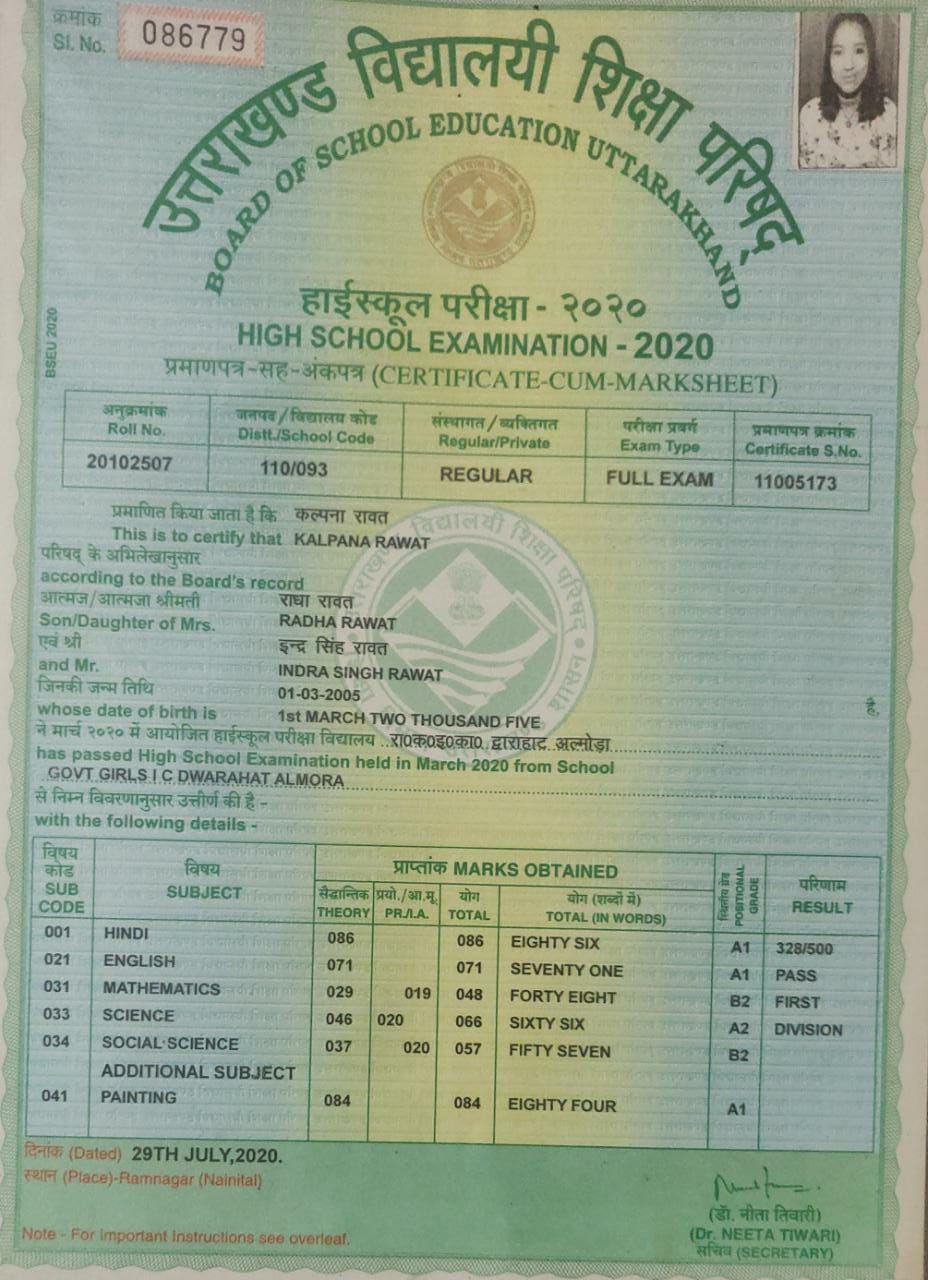 क्रमांक
Sl. No. 086779
उत्तराखण्ड विद्यालयी शिक्षा परिषद्
BOARD OF SCHOOL EDUCATION UTTARAKHAND
BSEU 2020
हाईस्कूल परीक्षा - २०२०
HIGH SCHOOL EXAMINATION - 2020
प्रमाणपत्र-सह-अंकपत्र (CERTIFICATE-CUM-MARKSHEET)
अनुक्रमांक जनपद/विद्यालय कोड संस्थागत/व्यक्तिगत परीक्षा प्रवर्ग प्रमाणपत्र क्रमांक
Roll No. Distt./School Code Regular/Private Exam Type Certificate S.No.
20102507 110/093 REGULAR FULL EXAM 11005173
प्रमाणित किया जाता है कि कल्पना रावत
This is to certify that KALPANA RAWAT
परिषद् के अभिलेखानुसार
according to the Board's record
आत्मज/आत्मजा श्रीमती राधा रावत
Son/Daughter of Mrs. RADHA RAWAT
एवं श्री इन्द्र सिंह रावत
and Mr. INDRA SINGH RAWAT
जिनकी जन्म तिथि 01-03-2005
whose date of birth is 1st MARCH TWO THOUSAND FIVE है,
ने मार्च २०२० में आयोजित हाईस्कूल परीक्षा विद्यालय रा0क0इ0का0 द्वाराहाट अल्मोड़ा
has passed High School Examination held in March 2020 from School
GOVT GIRLS I C DWARAHAT ALMORA
से निम्न विवरणानुसार उत्तीर्ण की है -
with the following details -
विषय कोड विषय प्राप्तांक MARKS OBTAINED स्थितीय ग्रेड परिणाम
SUB CODE SUBJECT POSITIONAL GRADE RESULT
सैद्धान्तिक प्रयो./आ.मू. योग योग (शब्दों में)
THEORY PR./I.A. TOTAL TOTAL (IN WORDS)
001 HINDI 086 086 EIGHTY SIX A1 328/500
021 ENGLISH 071 071 SEVENTY ONE A1 PASS
031 MATHEMATICS 029 019 048 FORTY EIGHT B2 FIRST
033 SCIENCE 046 020 066 SIXTY SIX A2 DIVISION
034 SOCIAL SCIENCE 037 020 057 FIFTY SEVEN B2
ADDITIONAL SUBJECT
041 PAINTING 084 084 EIGHTY FOUR A1
दिनांक (Dated) 29TH JULY,2020.
स्थान (Place)-Ramnagar (Nainital)
(डॉ. नीता तिवारी)
(Dr. NEETA TIWARI)
सचिव (SECRETARY)
Note - For Important Instructions see overleaf.